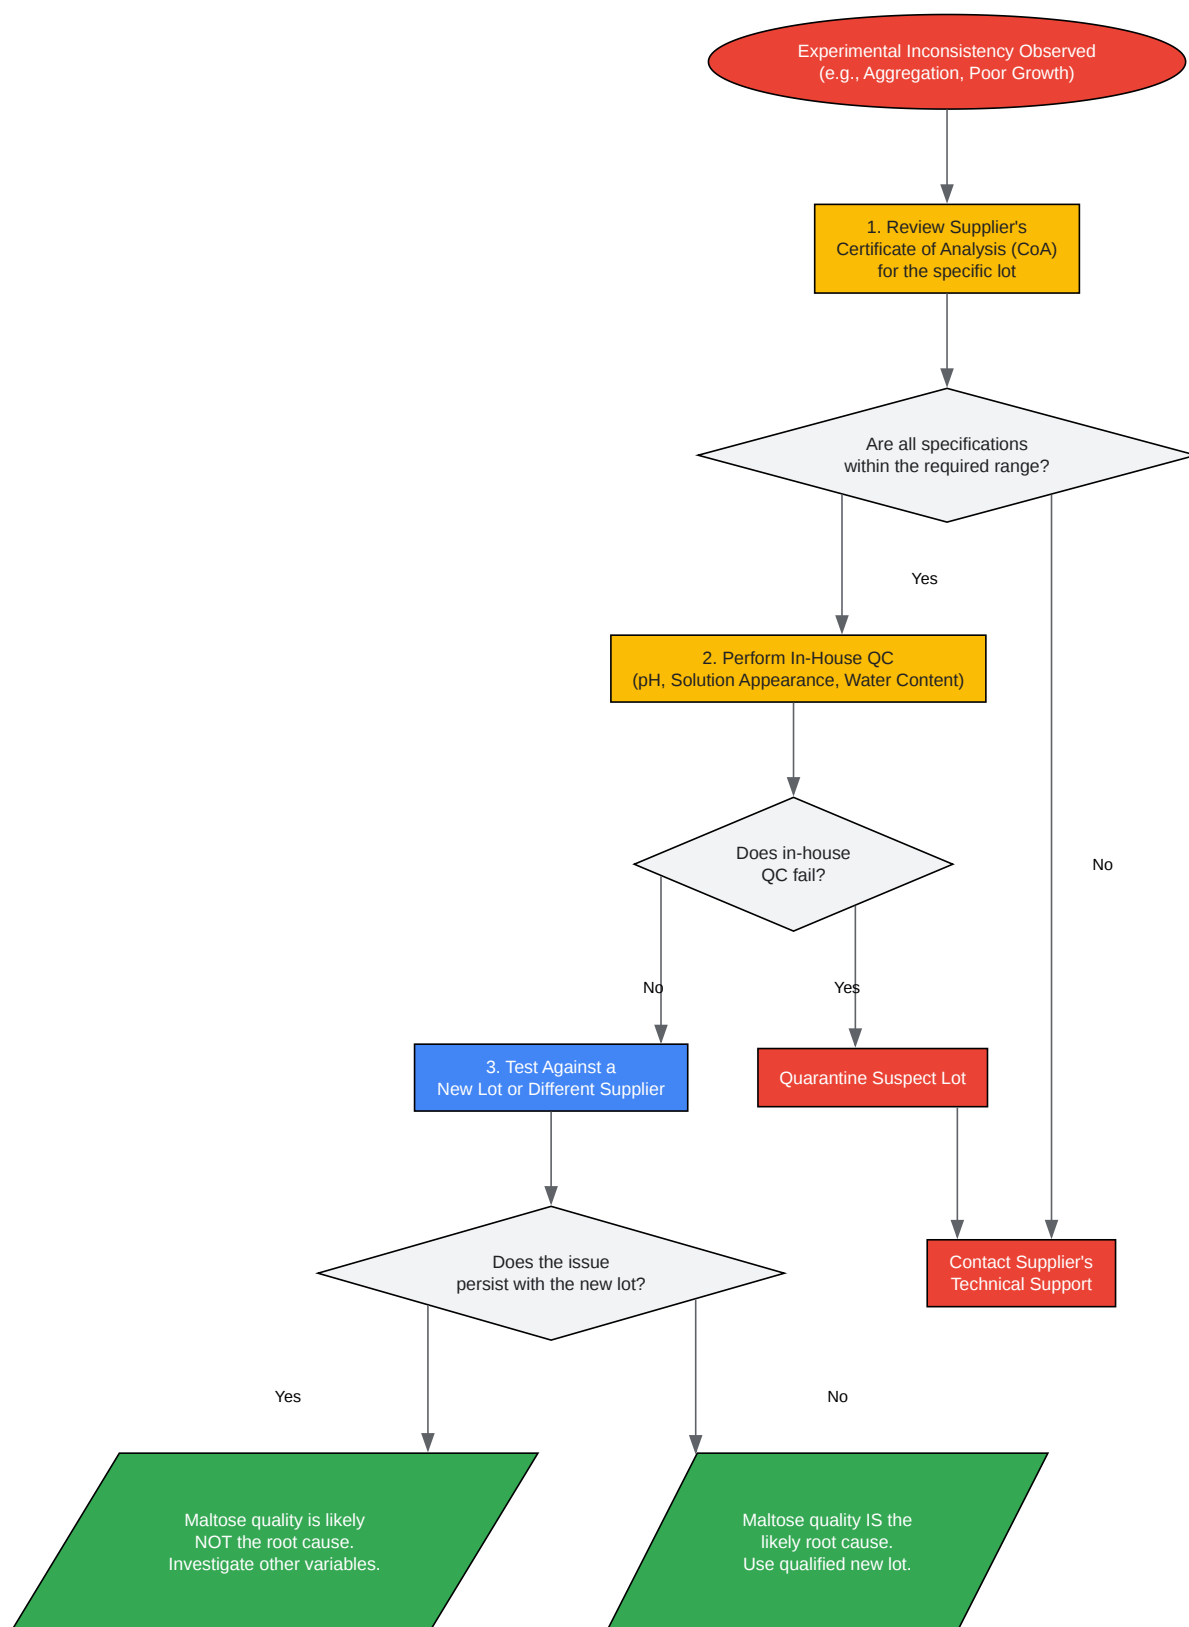 Experimental Inconsistency Observed
(e.g., Aggregation, Poor Growth)
1. Review Supplier's
Certificate of Analysis (CoA)
for the specific lot
Are all specifications
within the required range?
Yes
2. Perform In-House QC
(pH, Solution Appearance, Water Content)
Does in-house
QC fail?
No
No
Yes
3. Test Against a
New Lot or Different Supplier
Quarantine Suspect Lot
Does the issue
persist with the new lot?
Contact Supplier's
Technical Support
Yes
No
Maltose quality is likely
NOT the root cause.
Investigate other variables.
Maltose quality IS the
likely root cause.
Use qualified new lot.